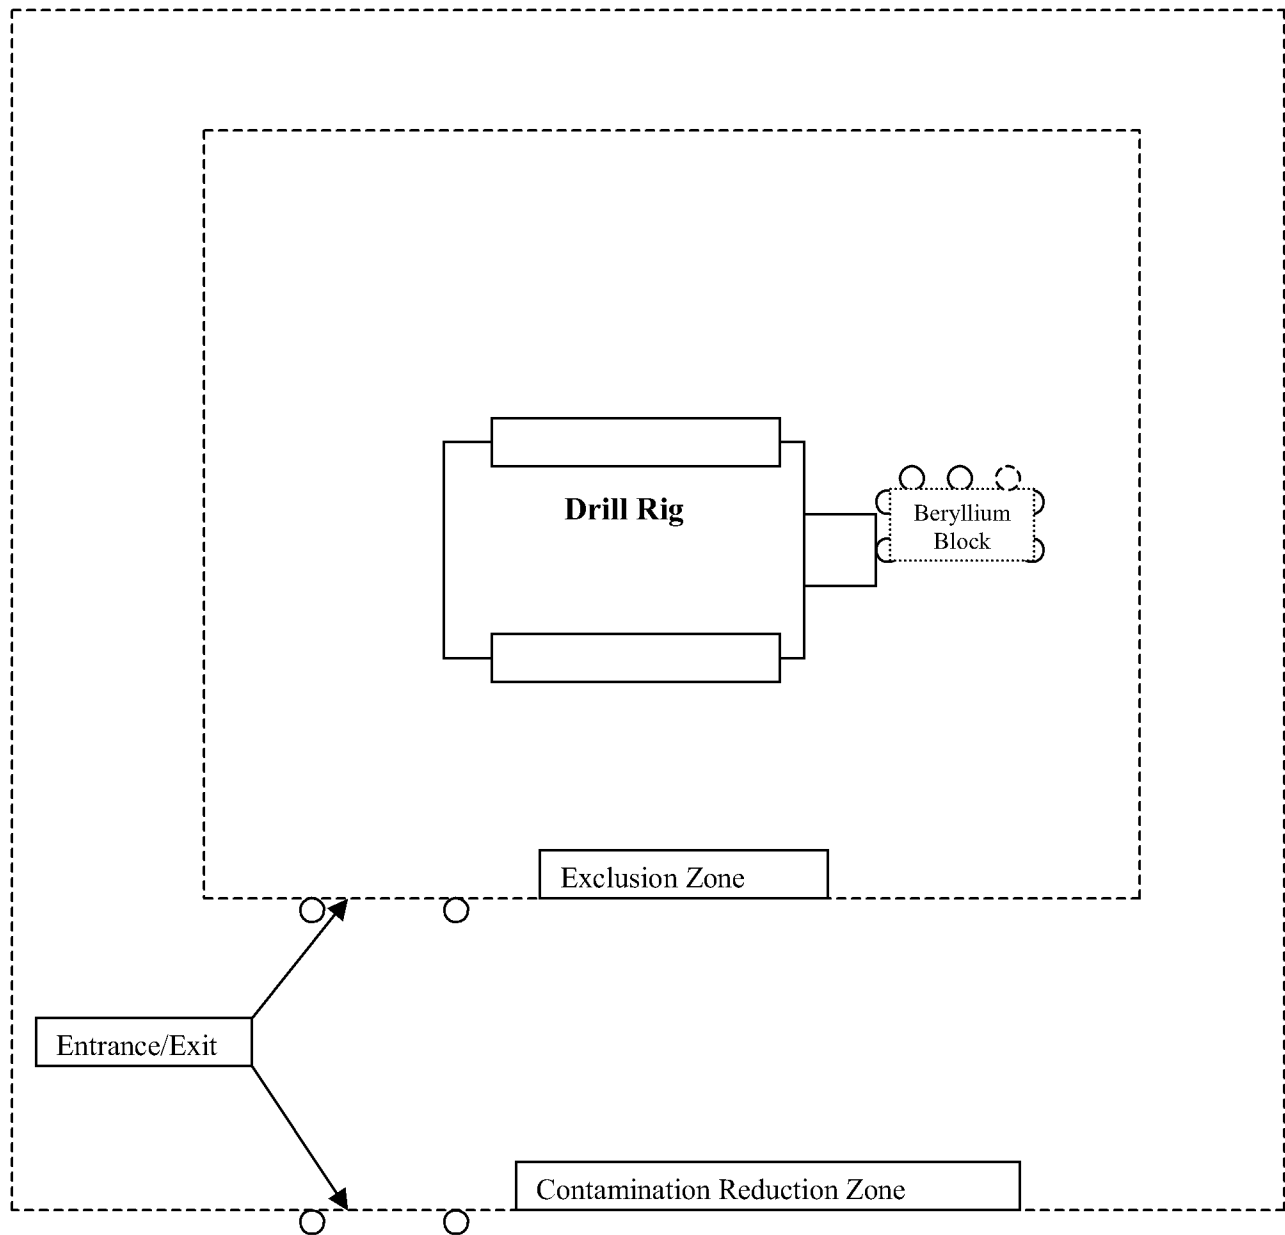 Drill Rig
Beryllium
Block
Exclusion Zone
Entrance/Exit
Contamination Reduction Zone